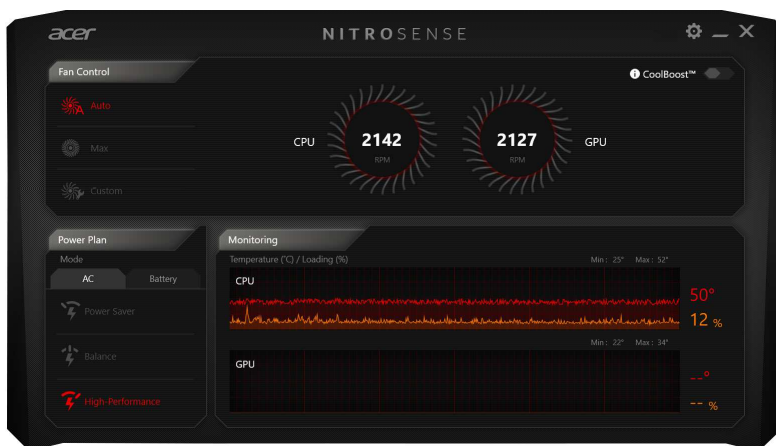 acer
NITROSENSE
Fan Control
CoolBoost™
Auto
Max
Custom
CPU
2142
RPM
2127
RPM
GPU
Power Plan
Mode
AC
Battery
Power Saver
Balance
High-Performance
Monitoring
Temperature (°C) / Loading (%)
Min : 25° Max : 52°
CPU
50°
12 %
Min : 22° Max : 34°
GPU
--°
-- %